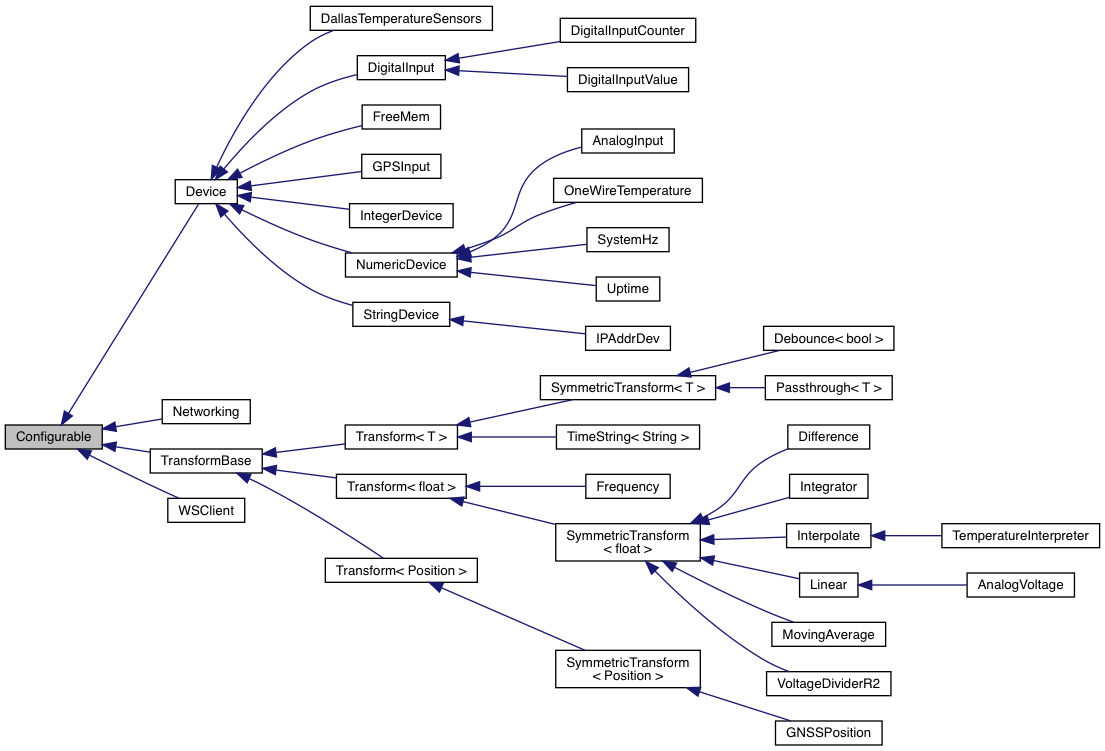 DallasTemperatureSensors
DigitalInputCounter
DigitalInput
DigitalInputValue
FreeMem
AnalogInput
GPSInput
Device
OneWireTemperature
IntegerDevice
SystemHz
NumericDevice
Uptime
StringDevice
IPAddrDev
Debounce< bool >
SymmetricTransform< T >
Passthrough< T >
Networking
Configurable
Transform< T >
TimeString< String >
Difference
TransformBase
Transform< float >
Frequency
Integrator
WSClient
SymmetricTransform
< float >
Interpolate
TemperatureInterpreter
Transform< Position >
Linear
AnalogVoltage
MovingAverage
SymmetricTransform
< Position >
VoltageDividerR2
GNSSPosition